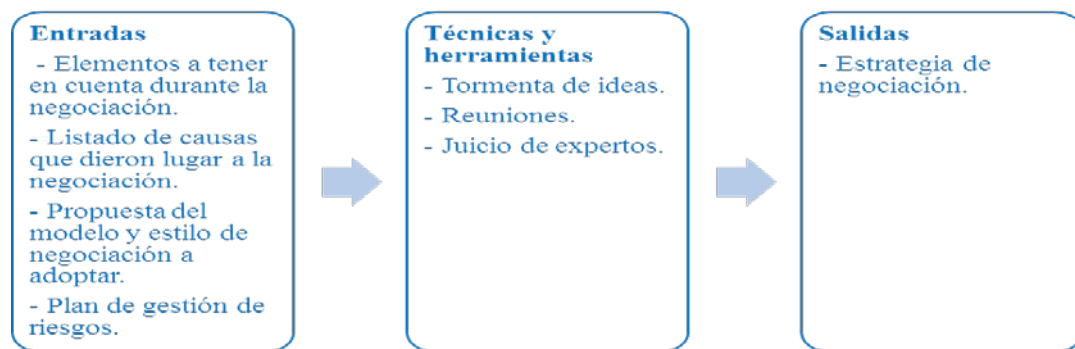 Entradas
- Elementos a tener
en cuenta durante la
negociación.
- Listado de causas
que dieron lugar a la
negociación.
- Propuesta del
modelo y estilo de
negociación a
adoptar.
- Plan de gestión de
riesgos.
Técnicas y
herramientas
- Tormenta de ideas.
- Reuniones.
- Juicio de expertos.
Salidas
- Estrategia de
negociación.